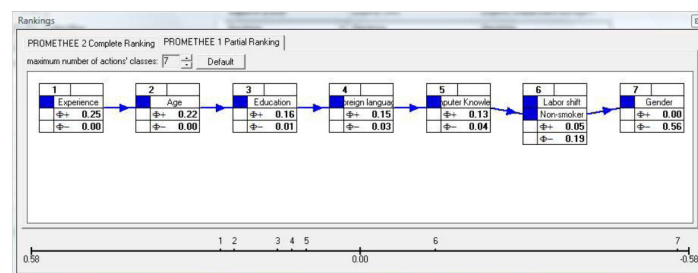 Rankings
PROMETHEE 2 Complete Ranking PROMETHEE 1 Partial Ranking
maximum number of actions' classes: 7 Default
1
Experience
Φ+ 0.25
Φ− 0.00
2
Age
Φ+ 0.22
Φ− 0.00
3
Education
Φ+ 0.16
Φ− 0.01
4
oreign languag
Φ+ 0.15
Φ− 0.03
5
nputer Knowle
Φ+ 0.13
Φ− 0.04
6
Labor shift
Non-smoker
Φ+ 0.05
Φ− 0.19
7
Gender
Φ+ 0.00
Φ− 0.56
1 2 3 4 5 6 7
0.58 0.00 -0.58